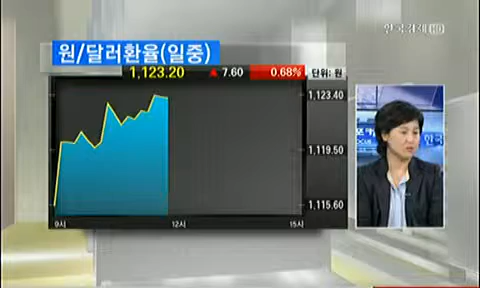 한국경제 HD
원/달러환율(일중)
1,123.20 ▲ 7.60 0.68% 단위: 원
1,123.40
1,119.50
1,115.60
9시 12시 15시